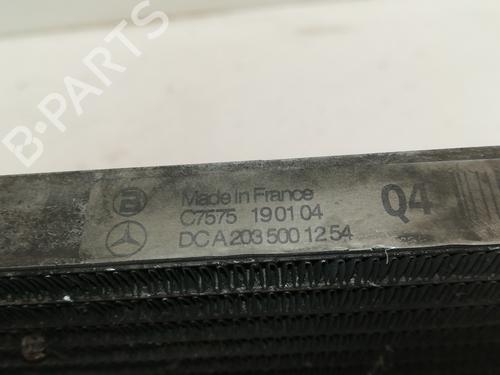 B-PARTS
Made in France
C7575 19 01 04
Q4
DC A 203 500 12 54